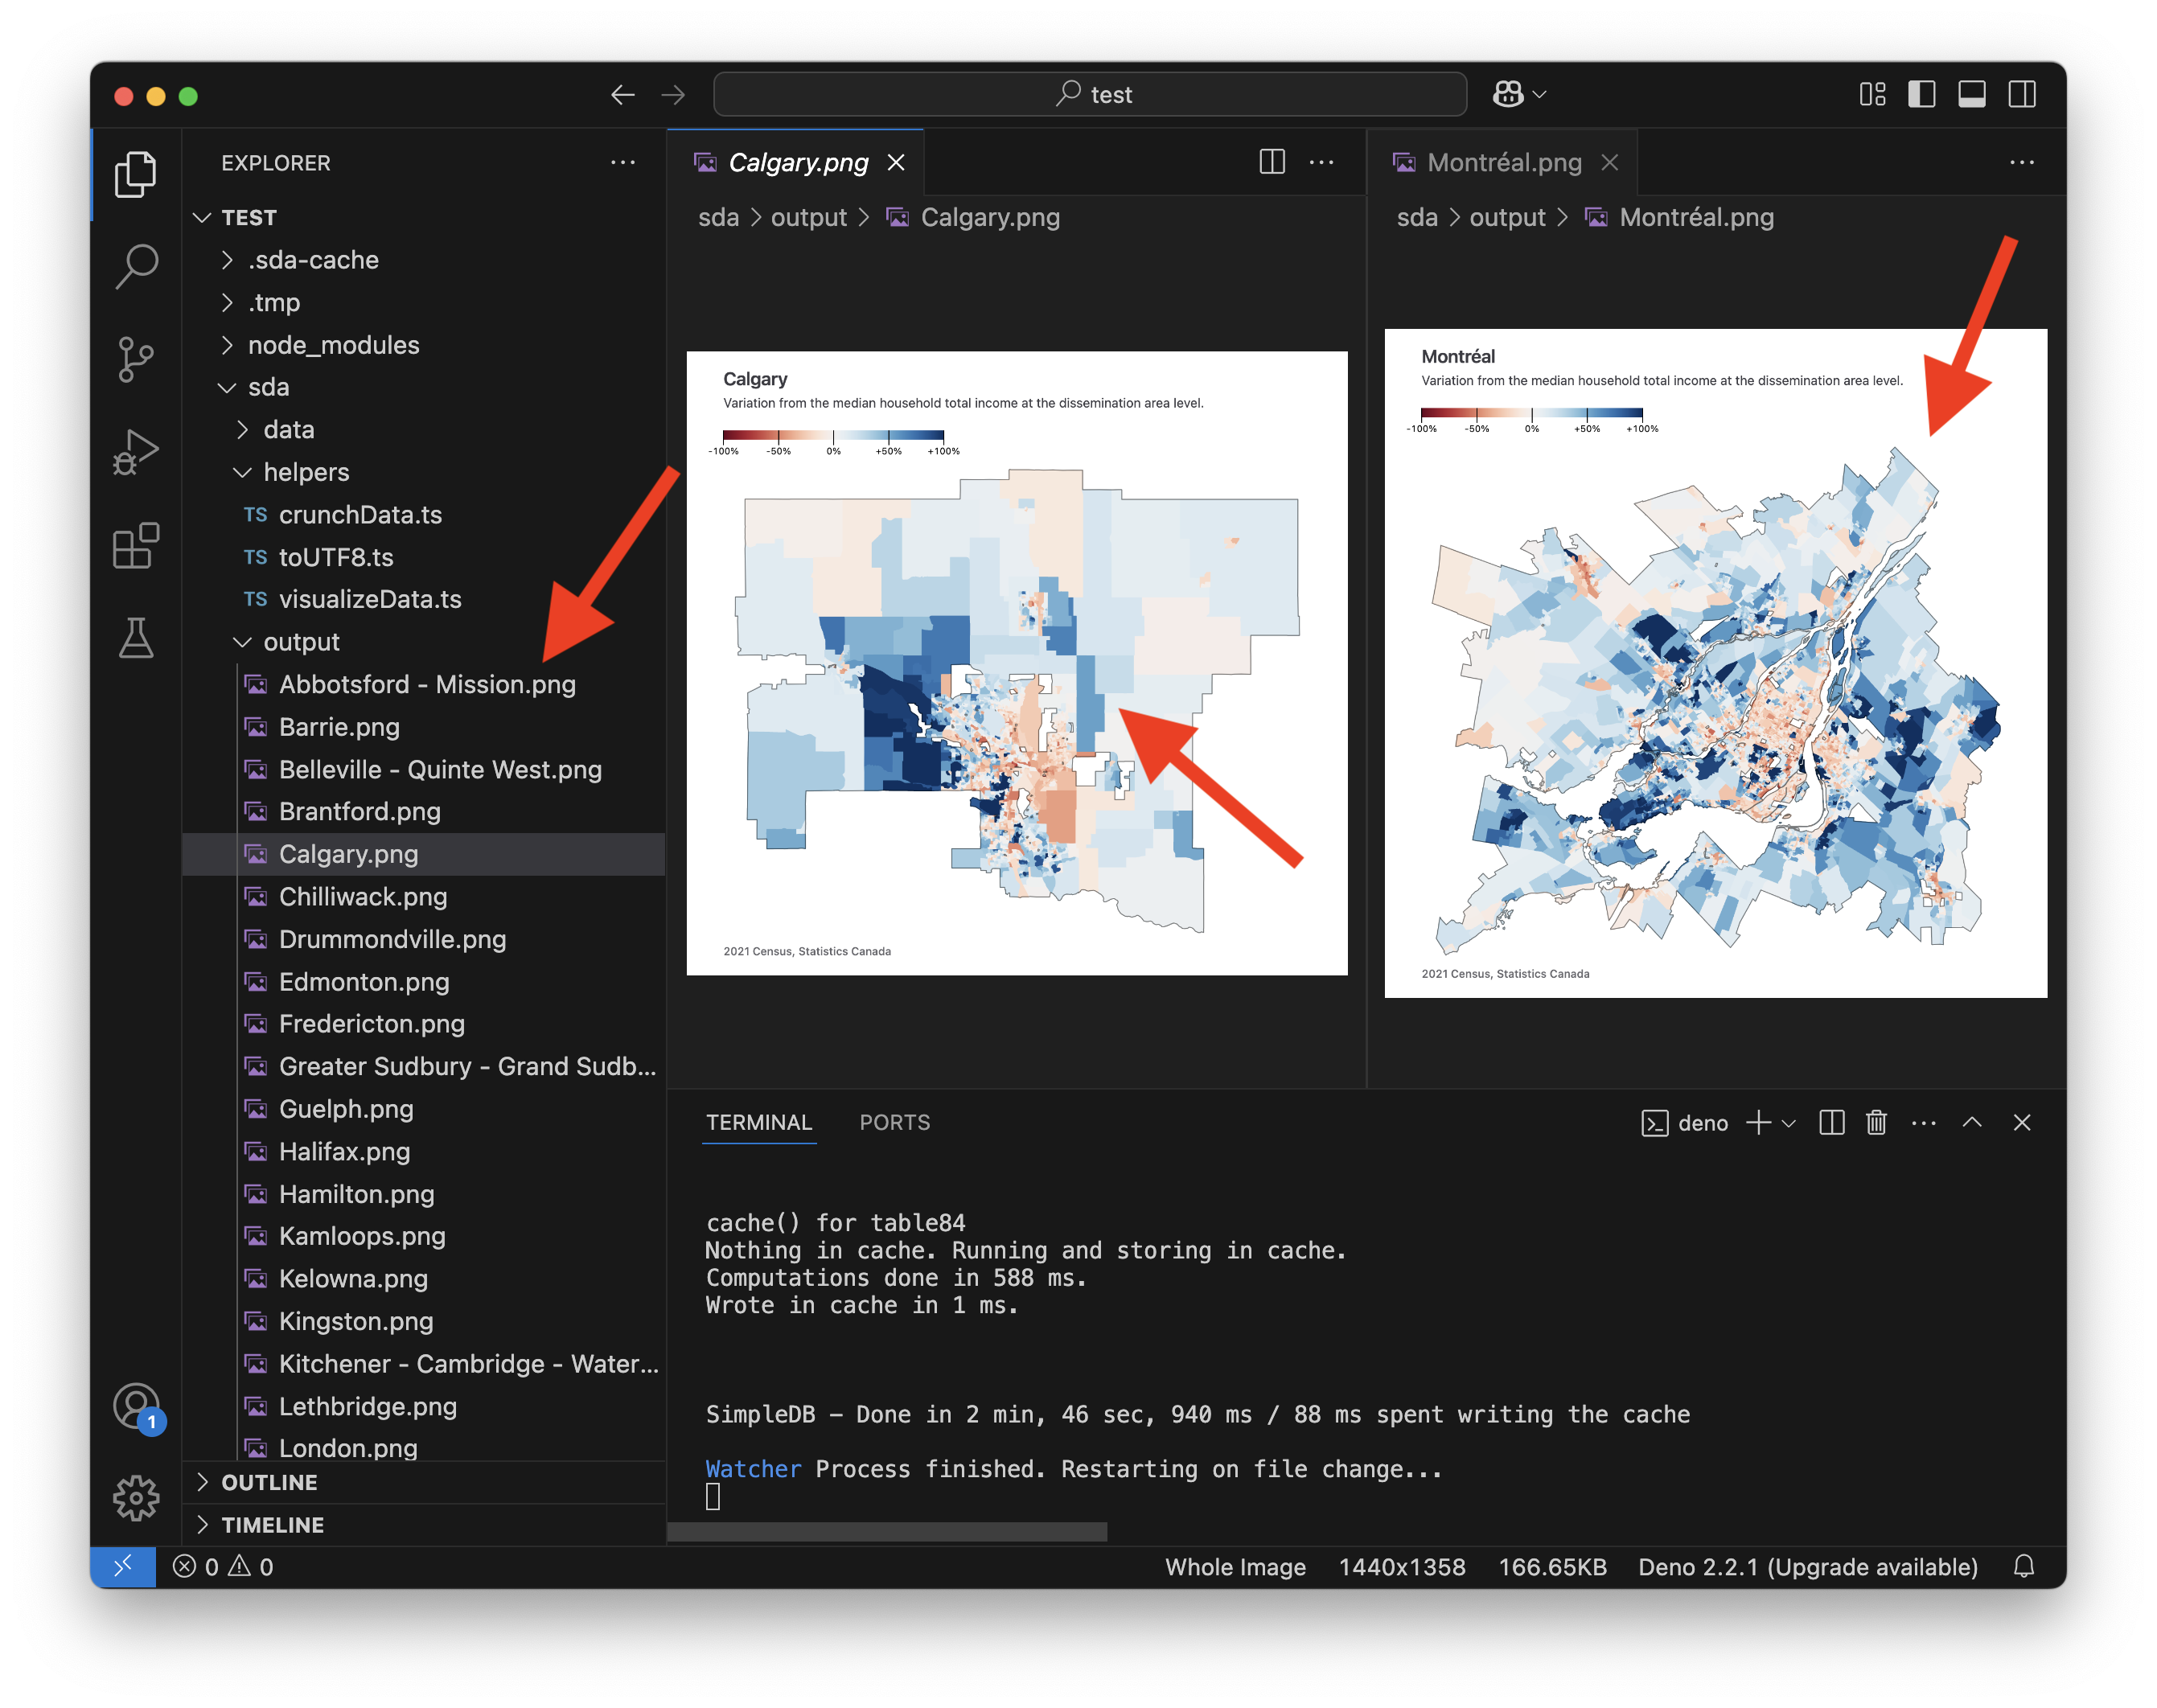 test
EXPLORER
TEST
.sda-cache
.tmp
node_modules
sda
data
helpers
TS crunchData.ts
TS toUTF8.ts
TS visualizeData.ts
output
Abbotsford - Mission.png
Barrie.png
Belleville - Quinte West.png
Brantford.png
Calgary.png
Chilliwack.png
Drummondville.png
Edmonton.png
Fredericton.png
Greater Sudbury - Grand Sudb...
Guelph.png
Halifax.png
Hamilton.png
Kamloops.png
Kelowna.png
Kingston.png
Kitchener - Cambridge - Water...
Lethbridge.png
London.png
OUTLINE
TIMELINE
1
Calgary.png
sda > output > Calgary.png
Calgary
Variation from the median household total income at the dissemination area level.
-100% -50% 0% +50% +100%
2021 Census, Statistics Canada
Montréal.png
sda > output > Montréal.png
Montréal
Variation from the median household total income at the dissemination area level.
-100% -50% 0% +50% +100%
2021 Census, Statistics Canada
TERMINAL PORTS
deno
cache() for table84
Nothing in cache. Running and storing in cache.
Computations done in 588 ms.
Wrote in cache in 1 ms.
SimpleDB – Done in 2 min, 46 sec, 940 ms / 88 ms spent writing the cache
Watcher Process finished. Restarting on file change...
0 0
Whole Image 1440x1358 166.65KB Deno 2.2.1 (Upgrade available)